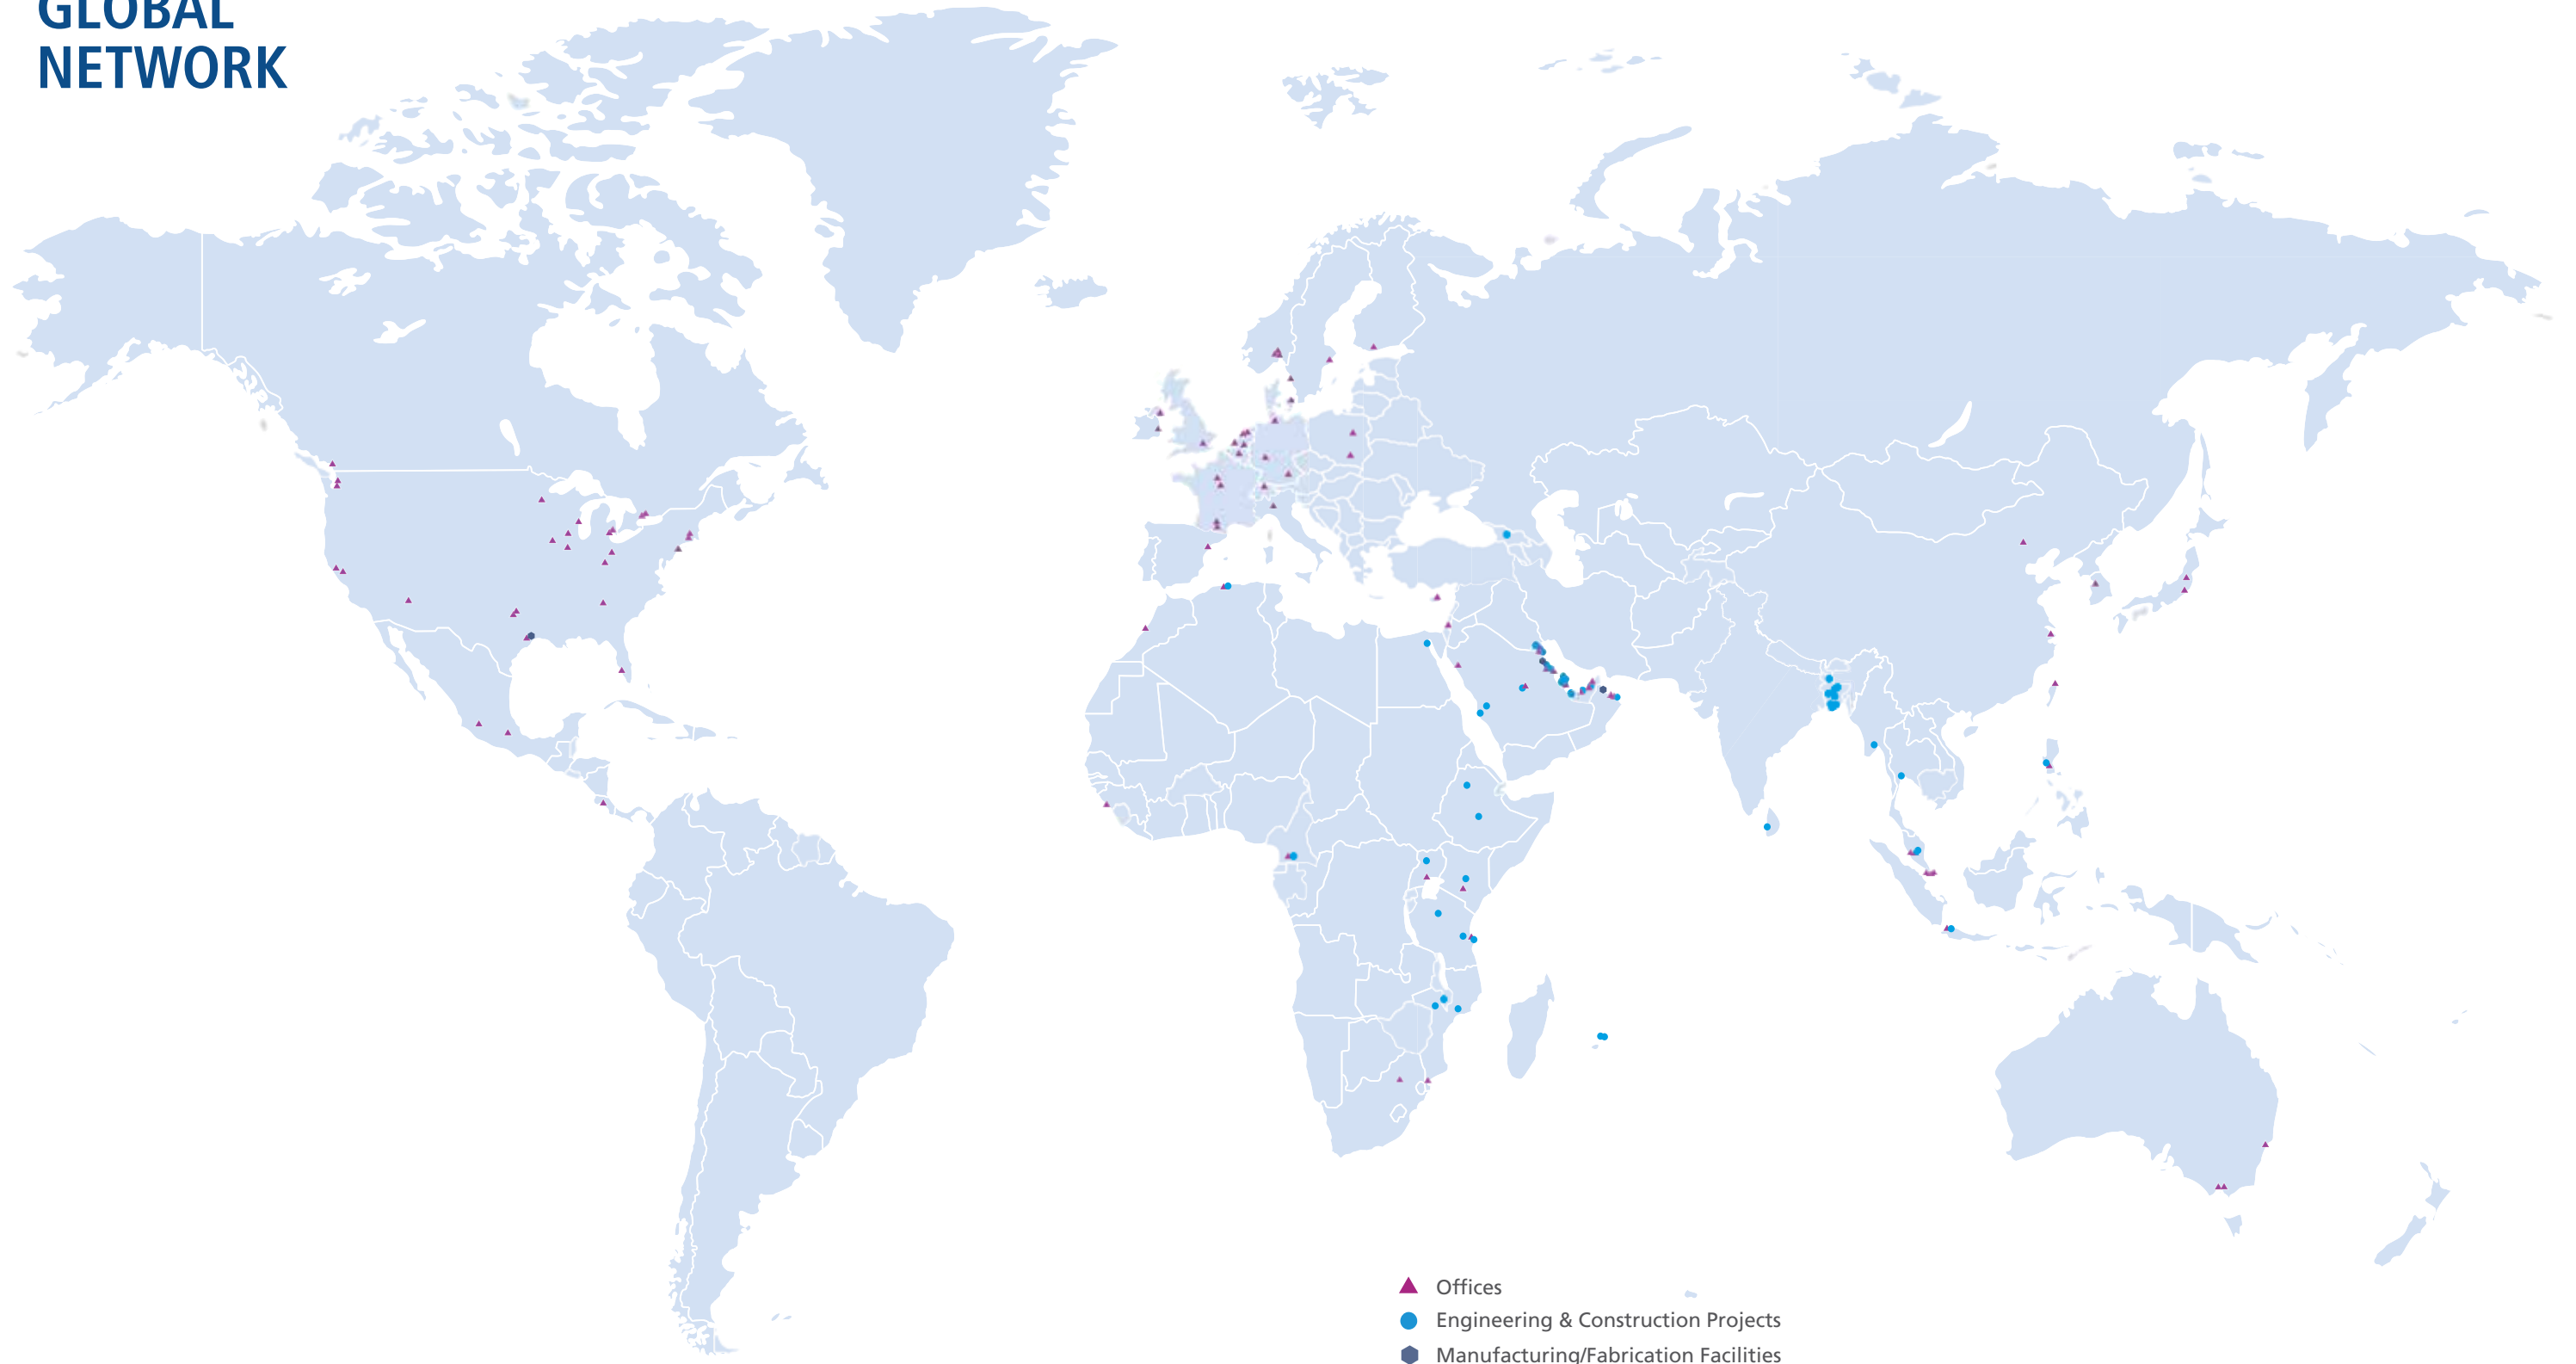 GLOBAL
NETWORK
Offices
Engineering & Construction Projects
Manufacturing/Fabrication Facilities